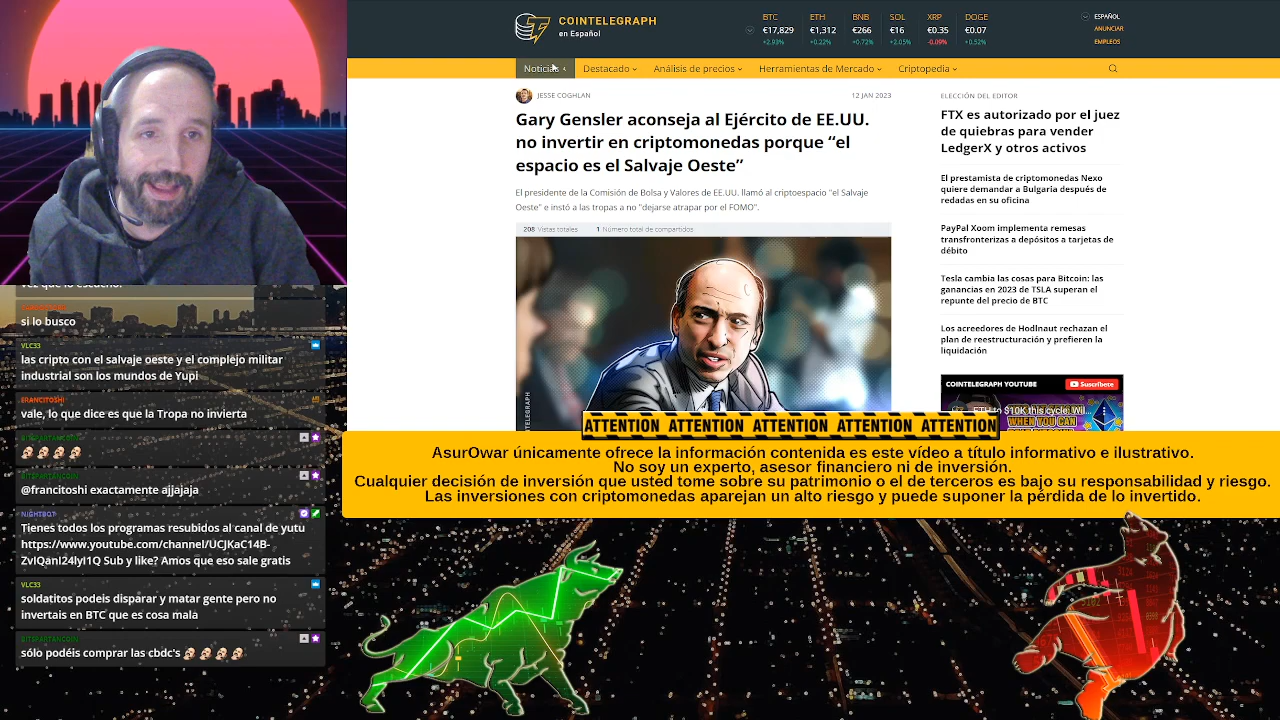 COINTELEGRAPH
en Español
BTC ETH BNB SOL XRP DOGE
€17,829 €1,312 €266 €16 €0.35 €0.07
+2.93% +0.22% +0.72% +2.05% -0.09% +0.52%
ESPAÑOL
ANUNCIAR
EMPLEOS
Noticias Destacado Análisis de precios Herramientas de Mercado Criptopedia
JESSE COGHLAN 12 JAN 2023
Gary Gensler aconseja al Ejército de EE.UU.
no invertir en criptomonedas porque “el
espacio es el Salvaje Oeste”
El presidente de la Comisión de Bolsa y Valores de EE.UU. llamó al criptoespacio "el Salvaje
Oeste" e instó a las tropas a no "dejarse atrapar por el FOMO".
208 Vistas totales 1 Número total de compartidos
ELECCIÓN DEL EDITOR
FTX es autorizado por el juez
de quiebras para vender
LedgerX y otros activos
El prestamista de criptomonedas Nexo
quiere demandar a Bulgaria después de
redadas en su oficina
PayPal Xoom implementa remesas
transfronterizas a depósitos a tarjetas de
débito
Tesla cambia las cosas para Bitcoin: las
ganancias en 2023 de TSLA superan el
repunte del precio de BTC
Los acreedores de Hodlnaut rechazan el
plan de reestructuración y prefieren la
liquidación
COINTELEGRAPH YOUTUBE Suscríbete
ETH to $10K this cycle. Will...
WHEN YOU CAN
ATTENTION ATTENTION ATTENTION ATTENTION ATTENTION
AsurOwar únicamente ofrece la información contenida es este vídeo a título informativo e ilustrativo.
No soy un experto, asesor financiero ni de inversión.
Cualquier decisión de inversión que usted tome sobre su patrimonio o el de terceros es bajo su responsabilidad y riesgo.
Las inversiones con criptomonedas aparejan un alto riesgo y puede suponer la pérdida de lo invertido.
si lo busco
VLC33
las cripto con el salvaje oeste y el complejo militar
industrial son los mundos de Yupi
FRANCITOSHI
vale, lo que dice es que la Tropa no invierta
BITSPARTANCOIN
BITSPARTANCOIN
@francitoshi exactamente ajjajaja
NIGHTBOT
Tienes todos los programas resubidos al canal de yutu
https://www.youtube.com/channel/UCJKaC14B-
ZvIQanI24lyI1Q Sub y like? Amos que eso sale gratis
VLC33
soldatitos podeis disparar y matar gente pero no
invertais en BTC que es cosa mala
BITSPARTANCOIN
sólo podéis comprar las cbdc's